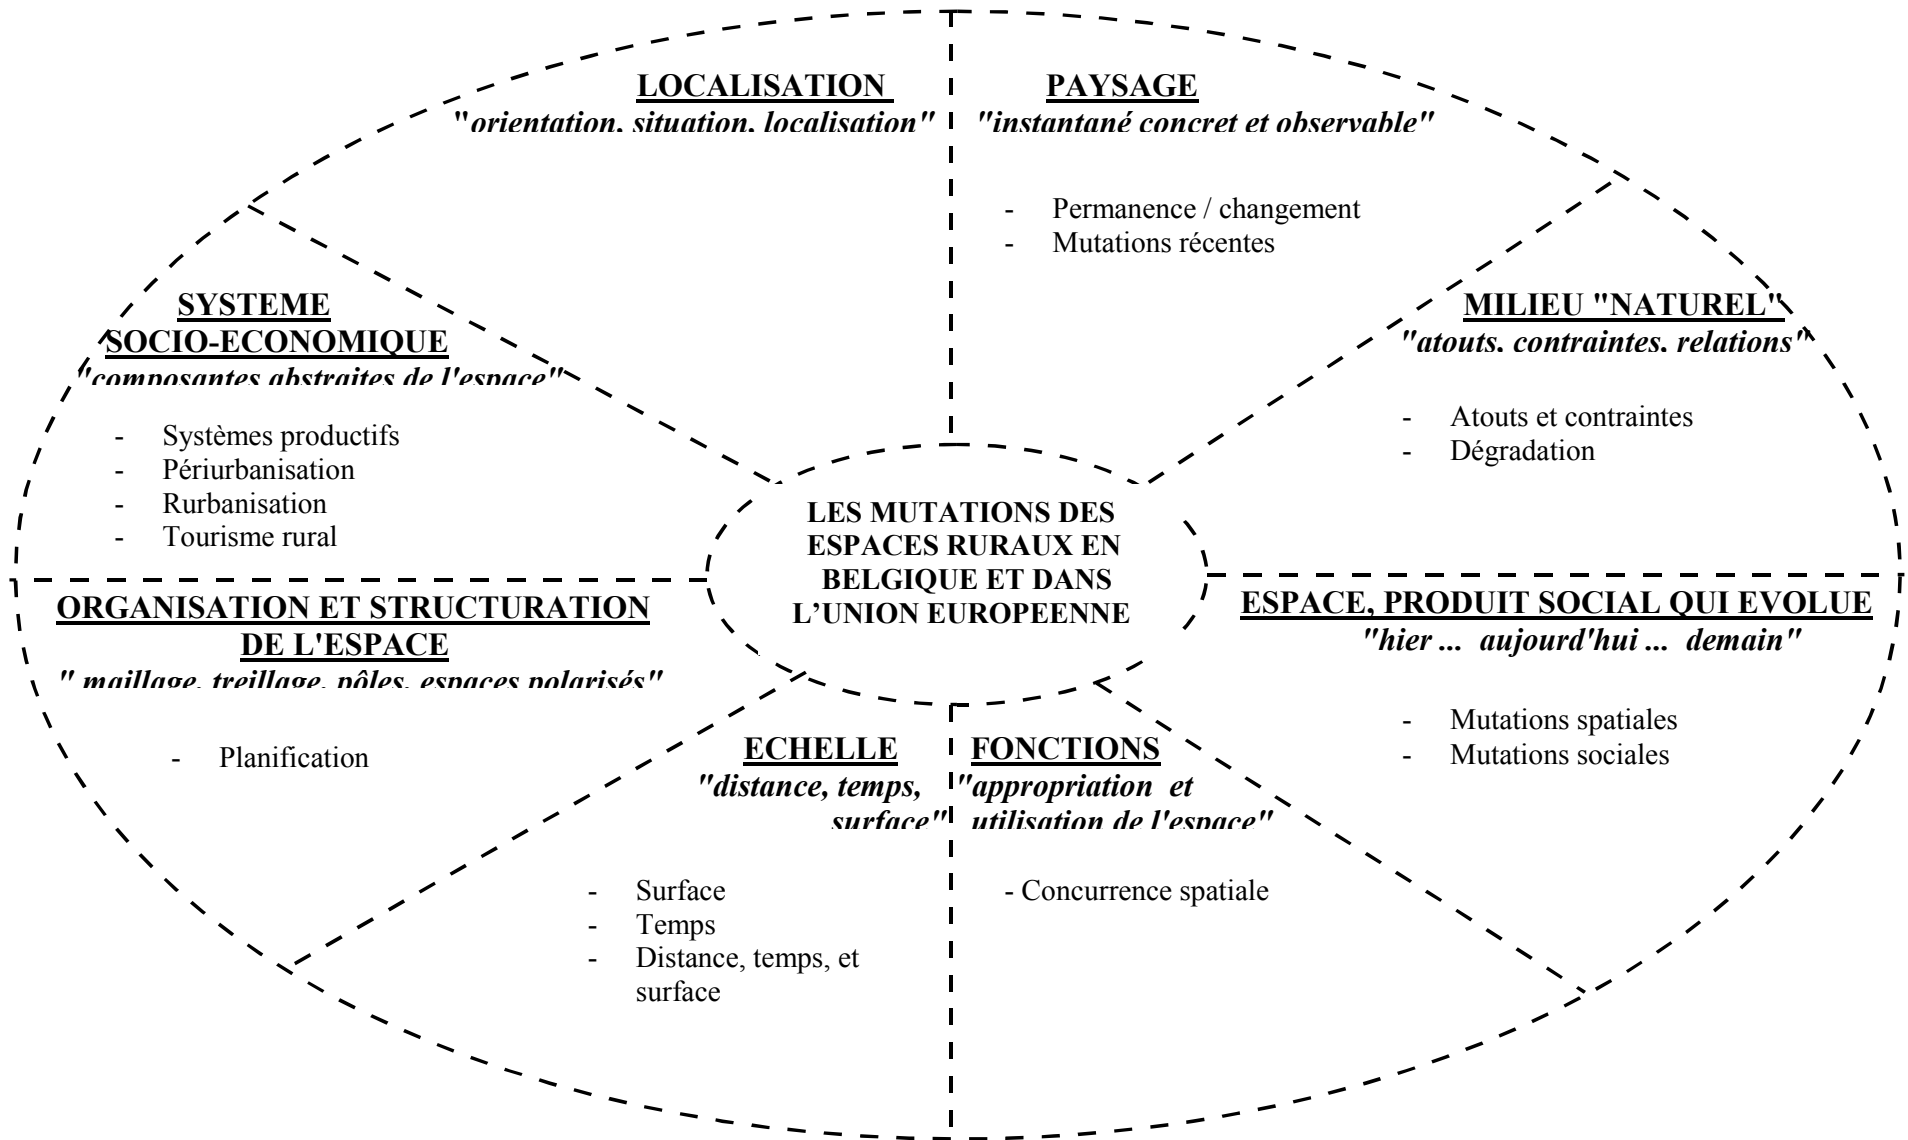 LOCALISATION
"orientation, situation, localisation"
PAYSAGE
"instantané concret et observable"
- Permanence / changement
- Mutations récentes
SYSTEME
SOCIO-ECONOMIQUE
"composantes abstraites de l'espace"
- Systèmes productifs
- Périurbanisation
- Rurbanisation
- Tourisme rural
MILIEU "NATUREL"
"atouts, contraintes, relations"
- Atouts et contraintes
- Dégradation
LES MUTATIONS DES
ESPACES RURAUX EN
BELGIQUE ET DANS
L’UNION EUROPEENNE
ORGANISATION ET STRUCTURATION
DE L'ESPACE
" maillage, treillage, pôles, espaces polarisés"
- Planification
ESPACE, PRODUIT SOCIAL QUI EVOLUE
"hier ... aujourd'hui ... demain"
- Mutations spatiales
- Mutations sociales
ECHELLE
"distance, temps,
surface"
- Surface
- Temps
- Distance, temps, et
surface
FONCTIONS
"appropriation et
utilisation de l'espace"
- Concurrence spatiale